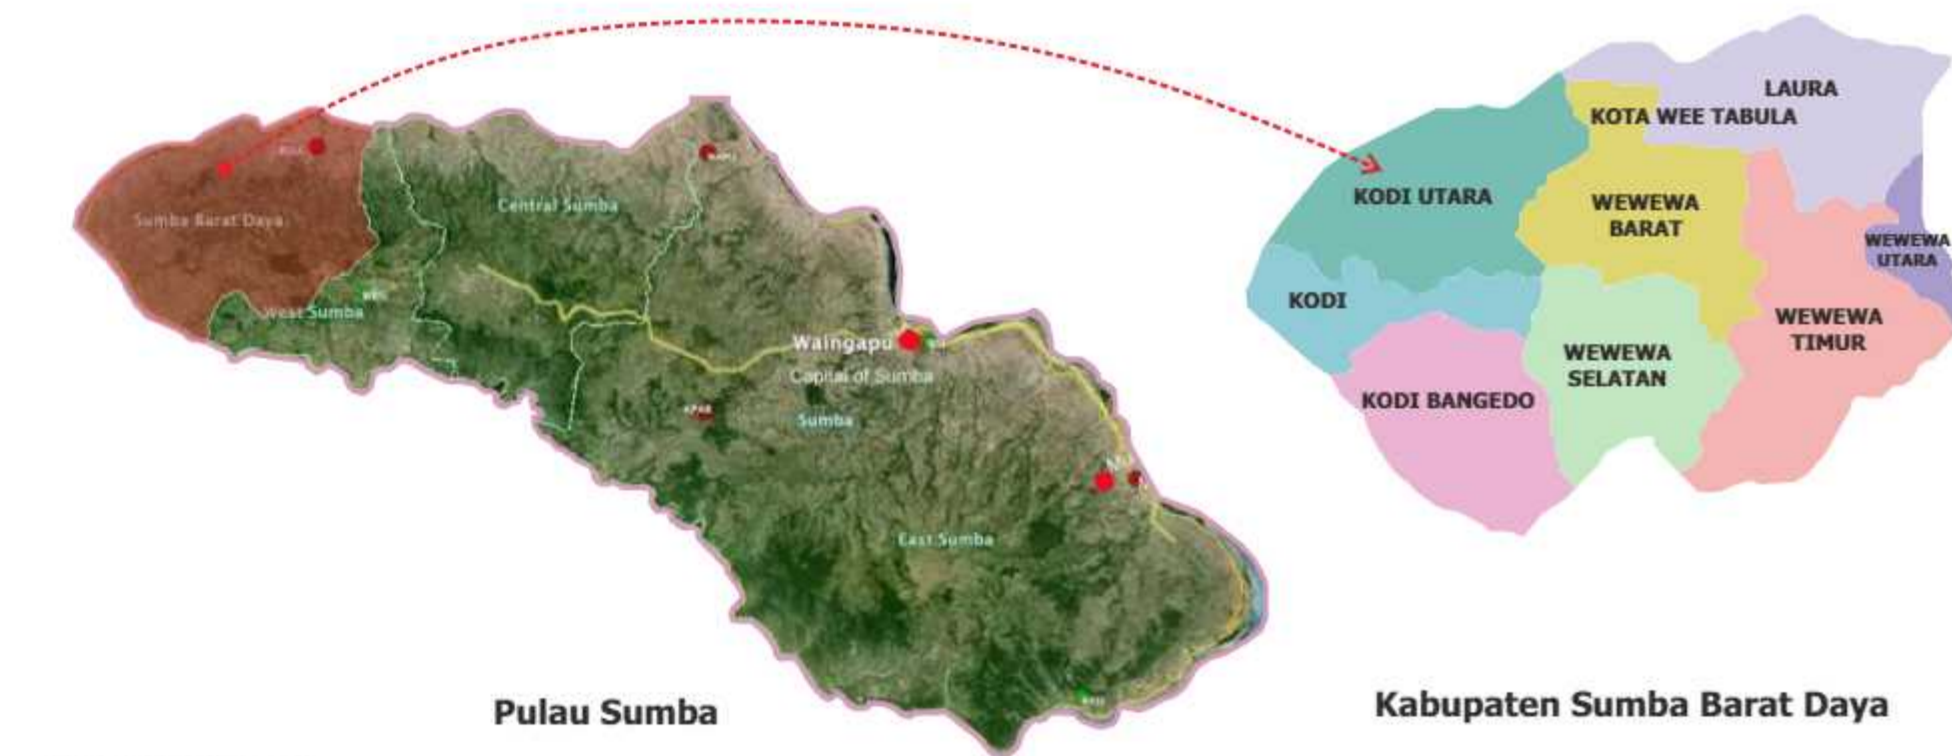 Sumba Barat Daya
West Sumba
Central Sumba
Waingapu
Capital of Sumba
Sumba
East Sumba
Pulau Sumba
LAURA
KOTA WEE TABULA
KODI UTARA
WEWEWA
BARAT
WEWEWA
UTARA
KODI
WEWEWA
TIMUR
WEWEWA
SELATAN
KODI BANGEDO
Kabupaten Sumba Barat Daya